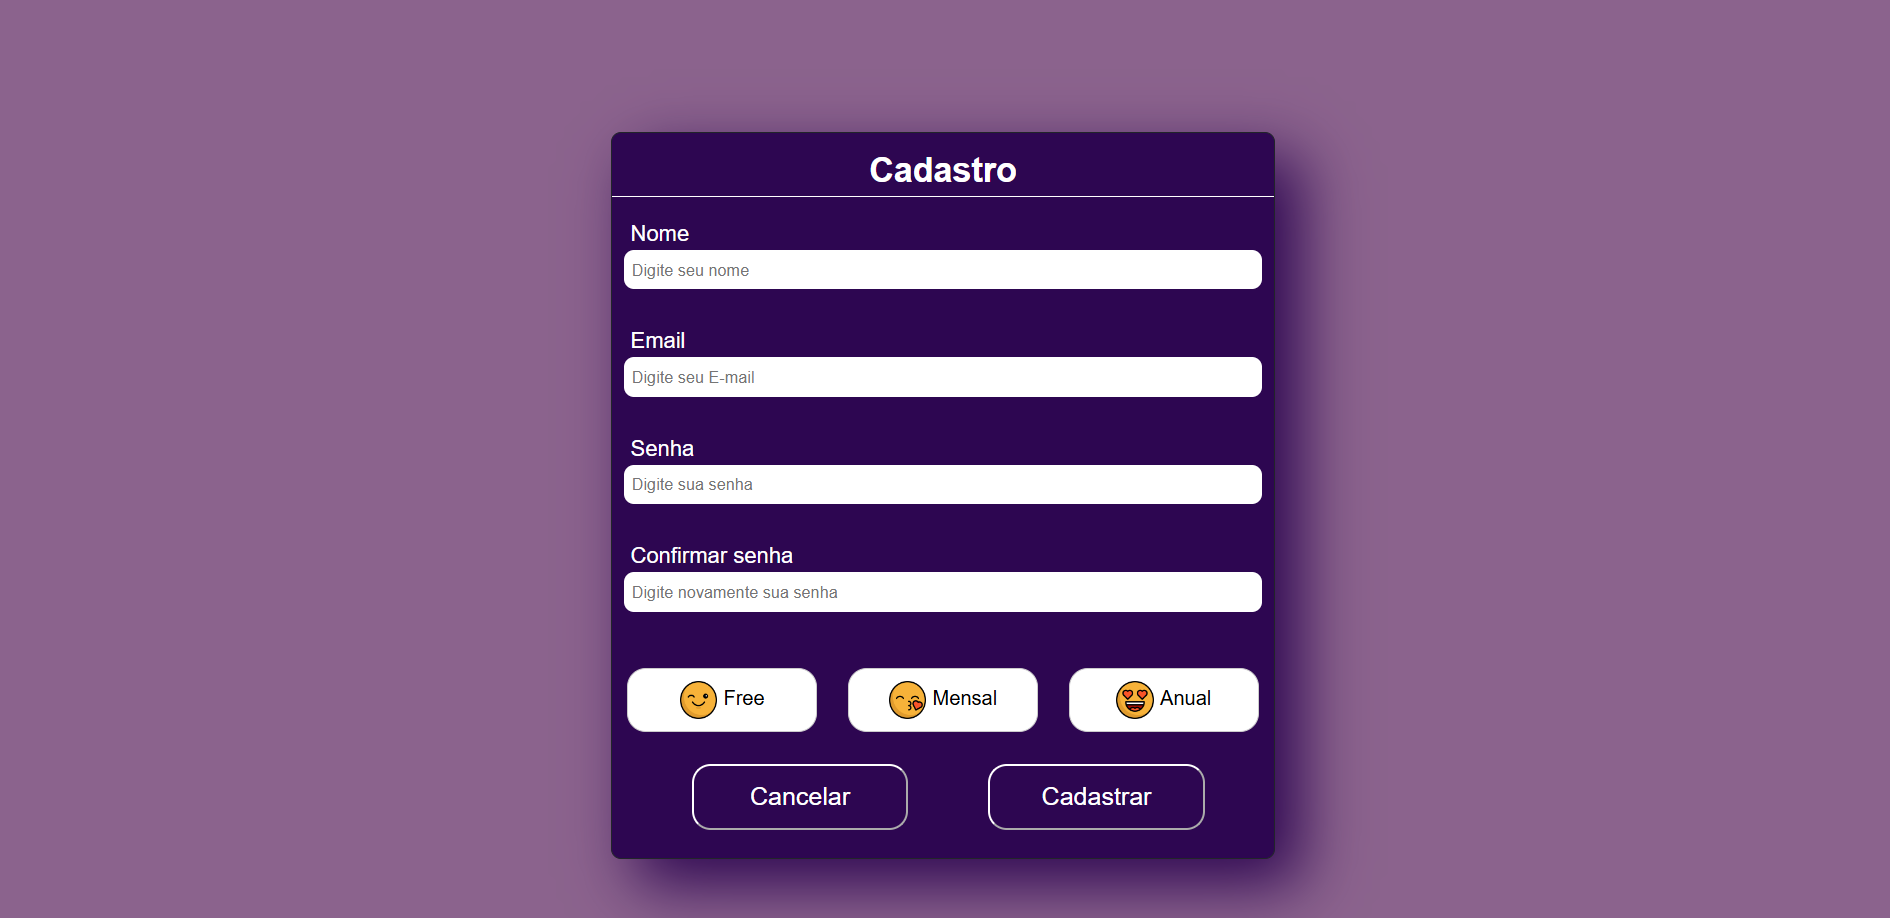 Cadastro
Nome
Digite seu nome
Email
Digite seu E-mail
Senha
Digite sua senha
Confirmar senha
Digite novamente sua senha
Free Mensal Anual
Cancelar Cadastrar